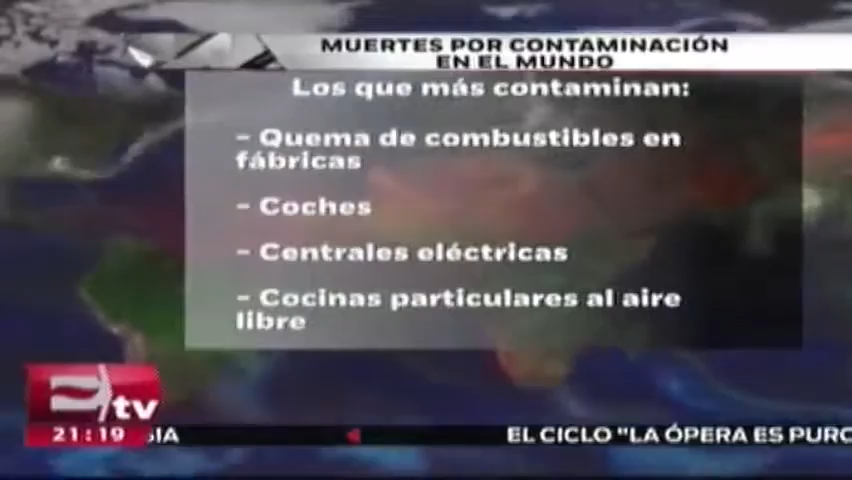 MUERTES POR CONTAMINACIÓN
EN EL MUNDO
Los que más contaminan:
- Quema de combustibles en
fábricas
- Coches
- Centrales eléctricas
- Cocinas particulares al aire
libre
tv
21:19
EL CICLO "LA ÓPERA ES